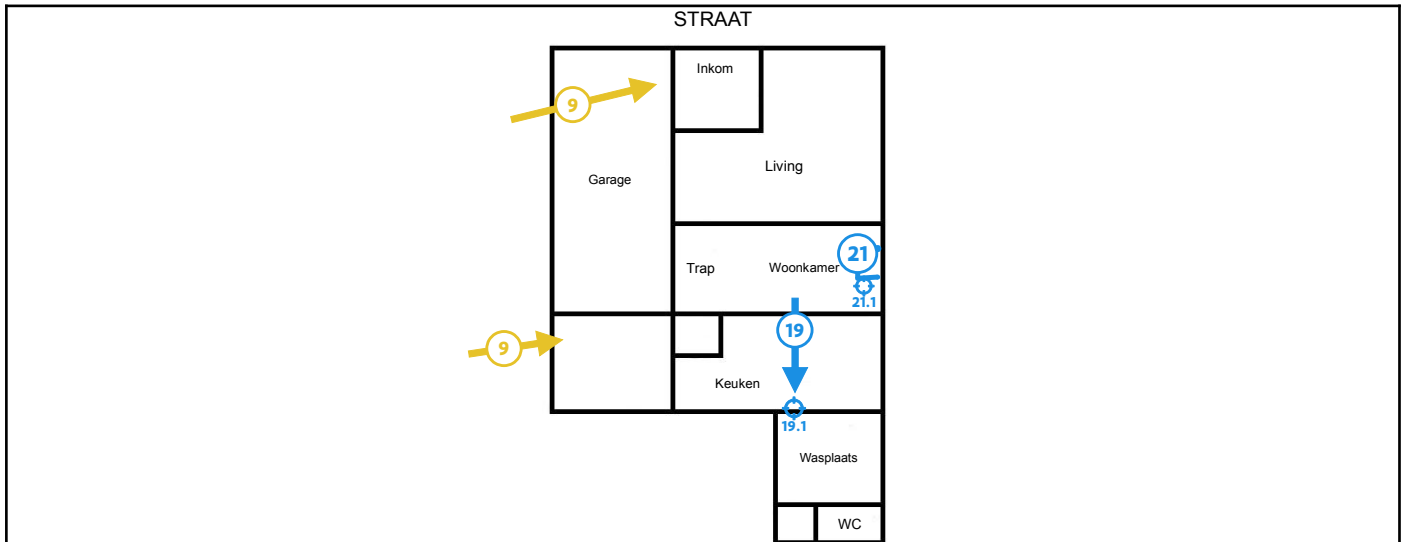 STRAAT
Inkom
9
Living
Garage
21
Trap
Woonkamer
21.1
19
9
Keuken
19.1
Wasplaats
WC